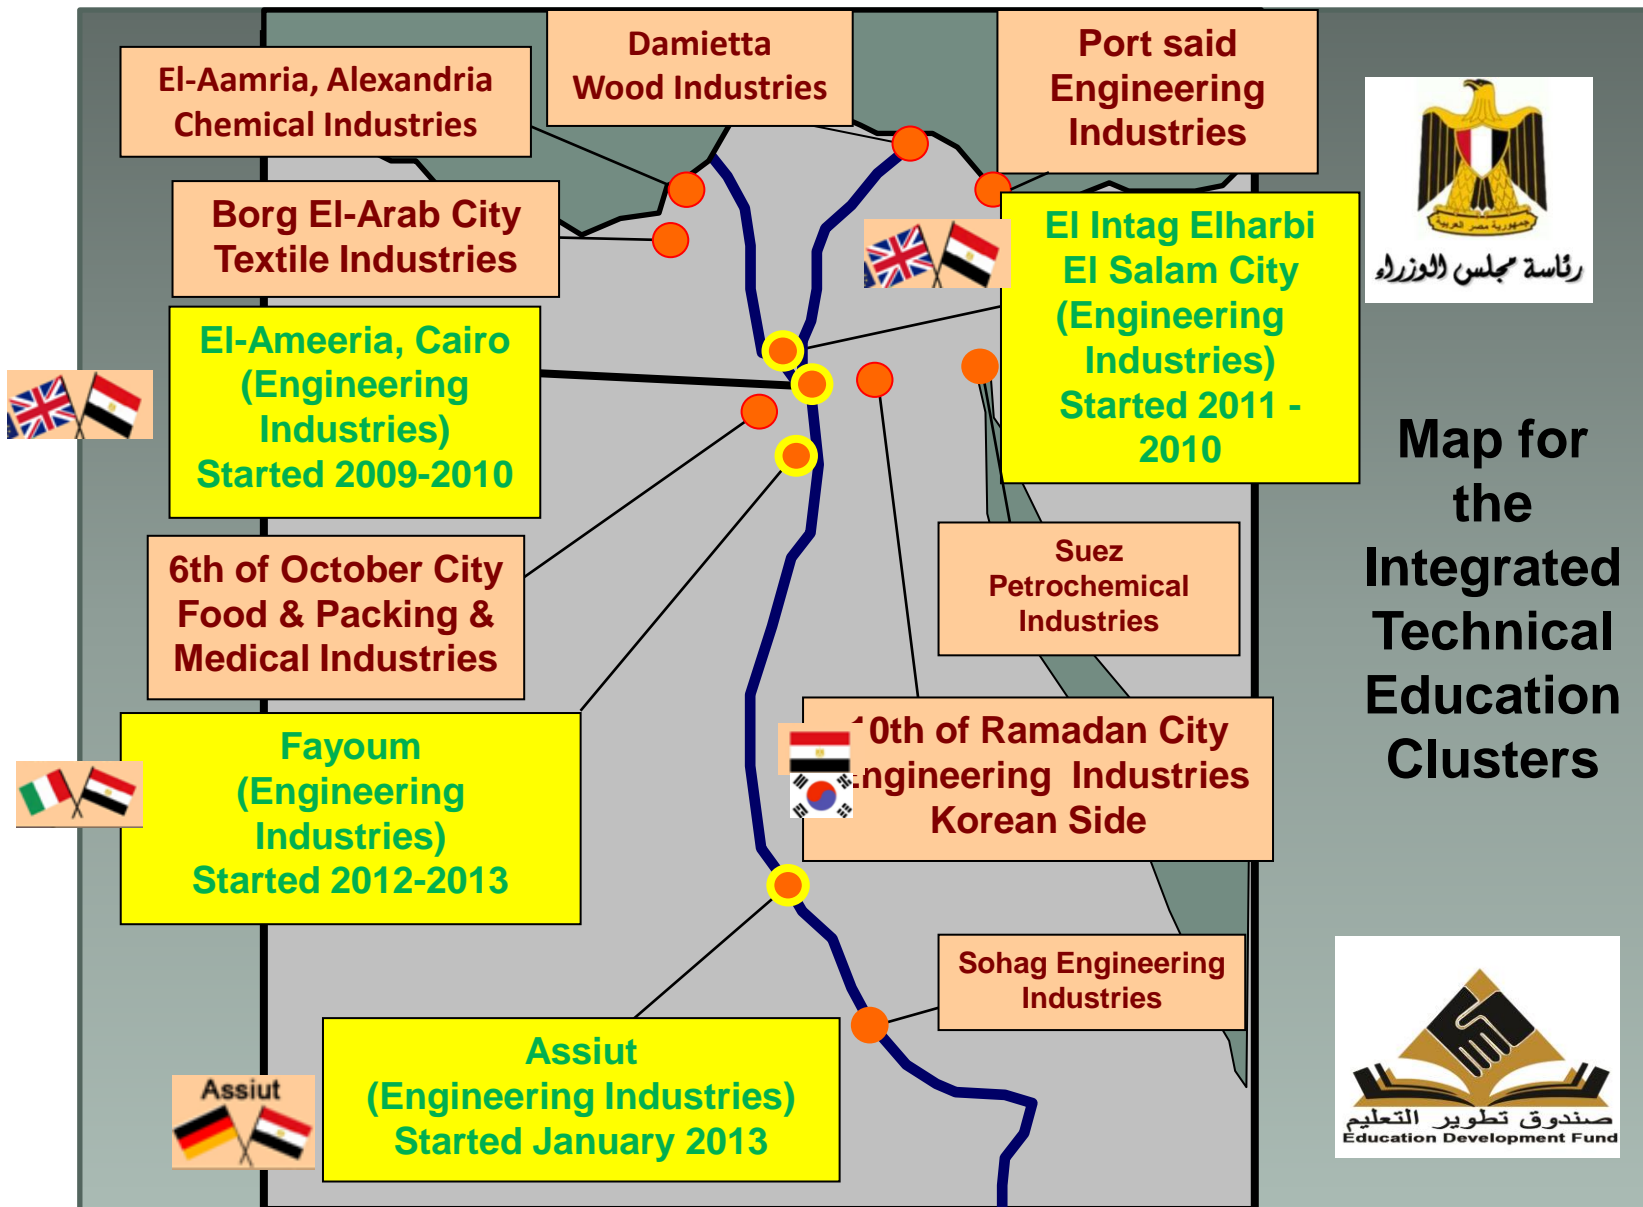 El-Aamria, Alexandria
Chemical Industries
Damietta
Wood Industries
Port said
Engineering
Industries
جمهورية مصر العربية
رئاسة مجلس الوزراء
Borg El-Arab City
Textile Industries
El Intag Elharbi
El Salam City
(Engineering
Industries)
Started 2011 -
2010
El-Ameeria, Cairo
(Engineering
Industries)
Started 2009-2010
Map for
the
Integrated
Technical
Education
Clusters
6th of October City
Food & Packing &
Medical Industries
Suez
Petrochemical
Industries
Fayoum
(Engineering
Industries)
Started 2012-2013
10th of Ramadan City
Engineering Industries
Korean Side
Sohag Engineering
Industries
Assiut
Assiut
(Engineering Industries)
Started January 2013
صندوق تطوير التعليم
Education Development Fund